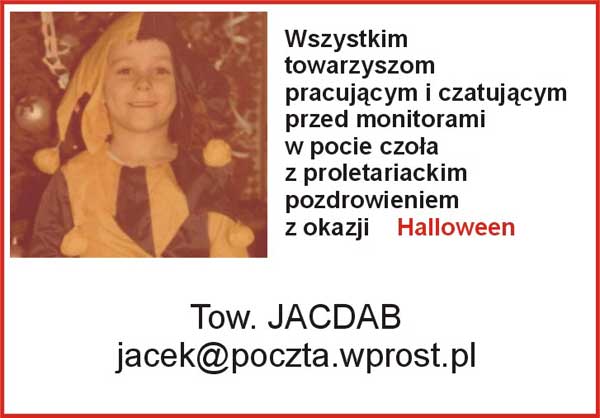 Wszystkim
towarzyszom
pracującym i czatującym
przed monitorami
w pocie czoła
z proletariackim
pozdrowieniem
z okazji Halloween
Tow. JACDAB
jacek@poczta.wprost.pl